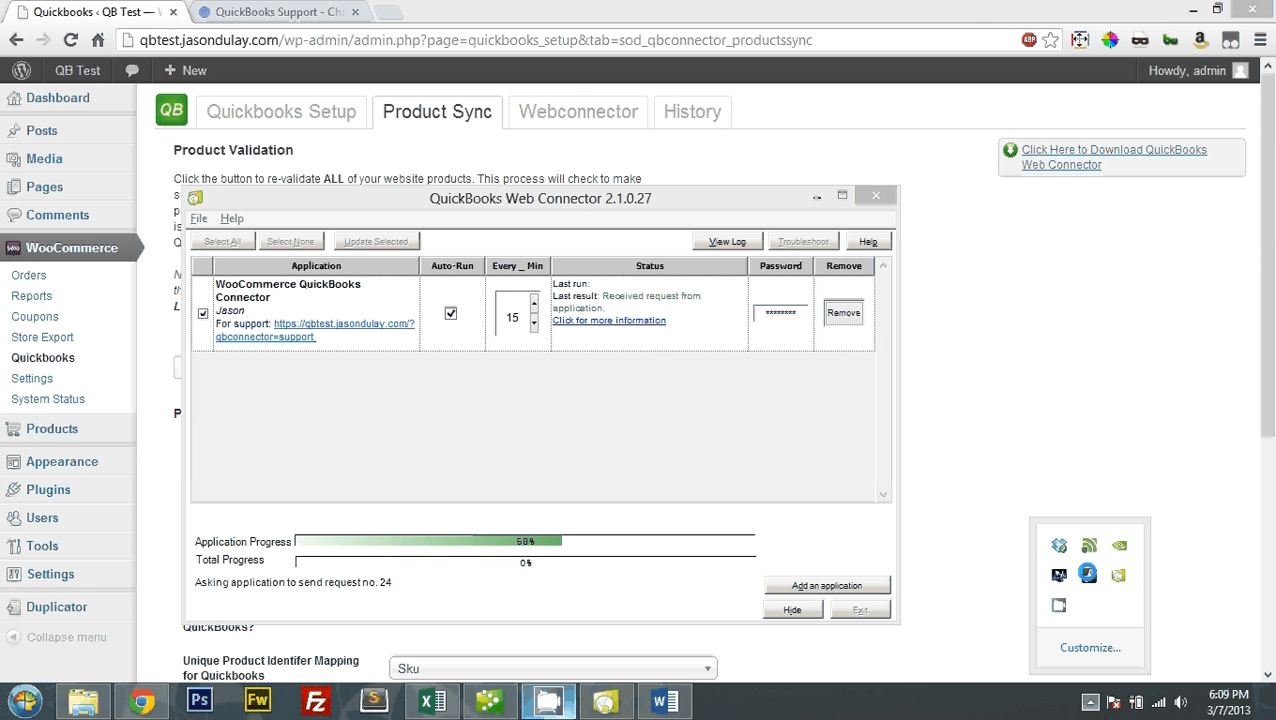 Quickbooks ‹ QB Test — W
QuickBooks Support - Cha
qbtest.jasondulay.com/wp-admin/admin.php?page=quickbooks_setup&tab=sod_qbconnector_productssync
ABP
QB Test
New
Howdy, admin
Dashboard
Posts
Media
Pages
Comments
WooCommerce
Orders
Reports
Coupons
Store Export
Quickbooks
Settings
System Status
Products
Appearance
Plugins
Users
Tools
Settings
Duplicator
Collapse menu
QB
Quickbooks Setup
Product Sync
Webconnector
History
Click Here to Download QuickBooks
Web Connector
Product Validation
Click the button to re-validate ALL of your website products. This process will check to make
QuickBooks Web Connector 2.1.0.27
File
Help
Select All
Select None
Update Selected
View Log
Troubleshoot
Help
Application
Auto-Run
Every _ Min
Status
Password
Remove
WooCommerce QuickBooks
Connector
Jason
For support: https://qbtest.jasondulay.com/?
qbconnector=support
15
Last run:
Last result: Received request from
application.
Click for more information
********
Remove
Application Progress
58%
Total Progress
0%
Asking application to send request no. 24
Add an application
Hide
Exit
QuickBooks?
Unique Product Identifer Mapping
for Quickbooks
Sku
Customize...
Ps
Fw
Fz
S
6:09 PM
3/7/2013